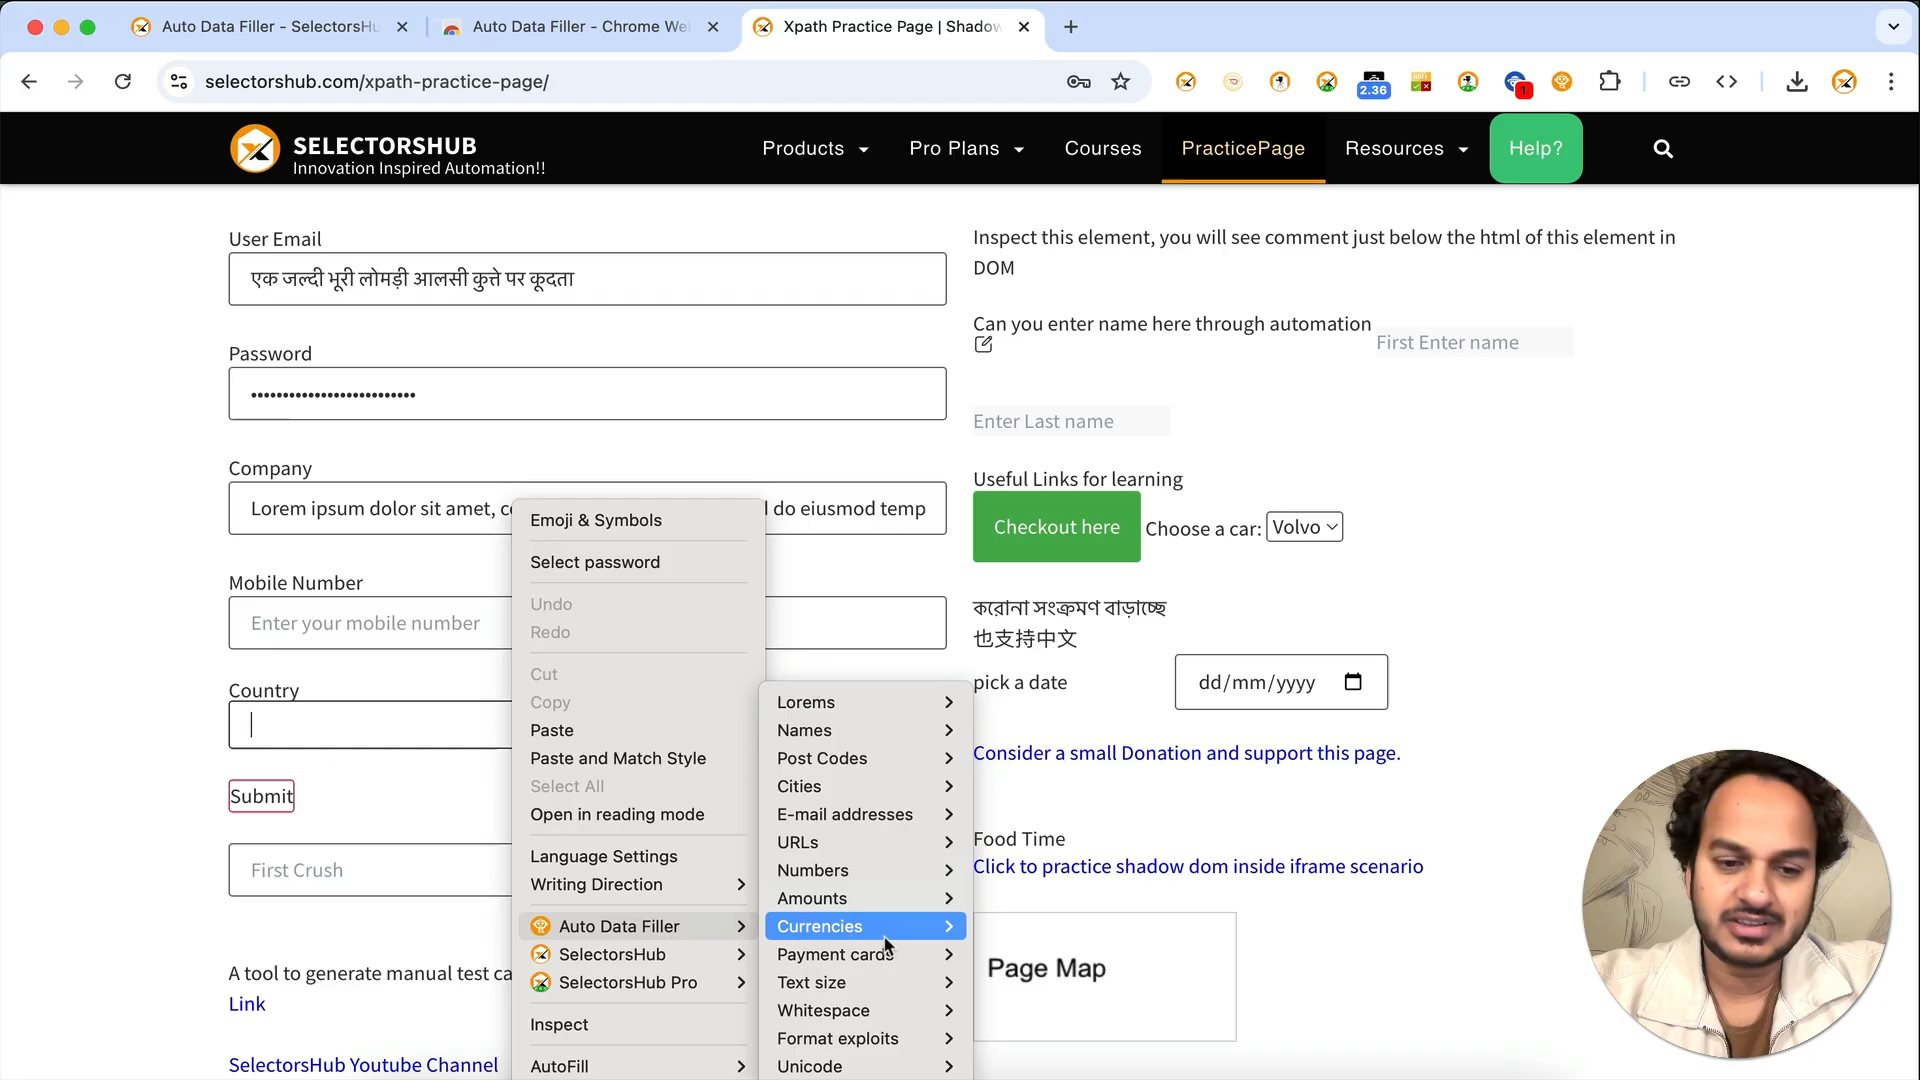 Auto Data Filler - SelectorsHu
Auto Data Filler - Chrome We
Xpath Practice Page | Shadow
selectorshub.com/xpath-practice-page/
2.36
1
SELECTORSHUB
Innovation Inspired Automation!!
Products
Pro Plans
Courses
PracticePage
Resources
Help?
User Email
एक जल्दी भूरी लोमड़ी आलसी कुत्ते पर कूदता
Password
Company
Lorem ipsum dolor sit amet, c
l do eiusmod temp
Mobile Number
Enter your mobile number
Country
Submit
First Crush
A tool to generate manual test ca
Link
SelectorsHub Youtube Channel
Emoji & Symbols
Select password
Undo
Redo
Cut
Copy
Paste
Paste and Match Style
Select All
Open in reading mode
Language Settings
Writing Direction
Auto Data Filler
SelectorsHub
SelectorsHub Pro
Inspect
AutoFill
Lorems
Names
Post Codes
Cities
E-mail addresses
URLs
Numbers
Amounts
Currencies
Payment cards
Text size
Whitespace
Format exploits
Unicode
Inspect this element, you will see comment just below the html of this element in
DOM
Can you enter name here through automation
First Enter name
Enter Last name
Useful Links for learning
Checkout here
Choose a car: Volvo
করোনা সংক্রমণ বাড়াচ্ছে
也支持中文
pick a date
dd/mm/yyyy
Consider a small Donation and support this page.
Food Time
Click to practice shadow dom inside iframe scenario
Page Map